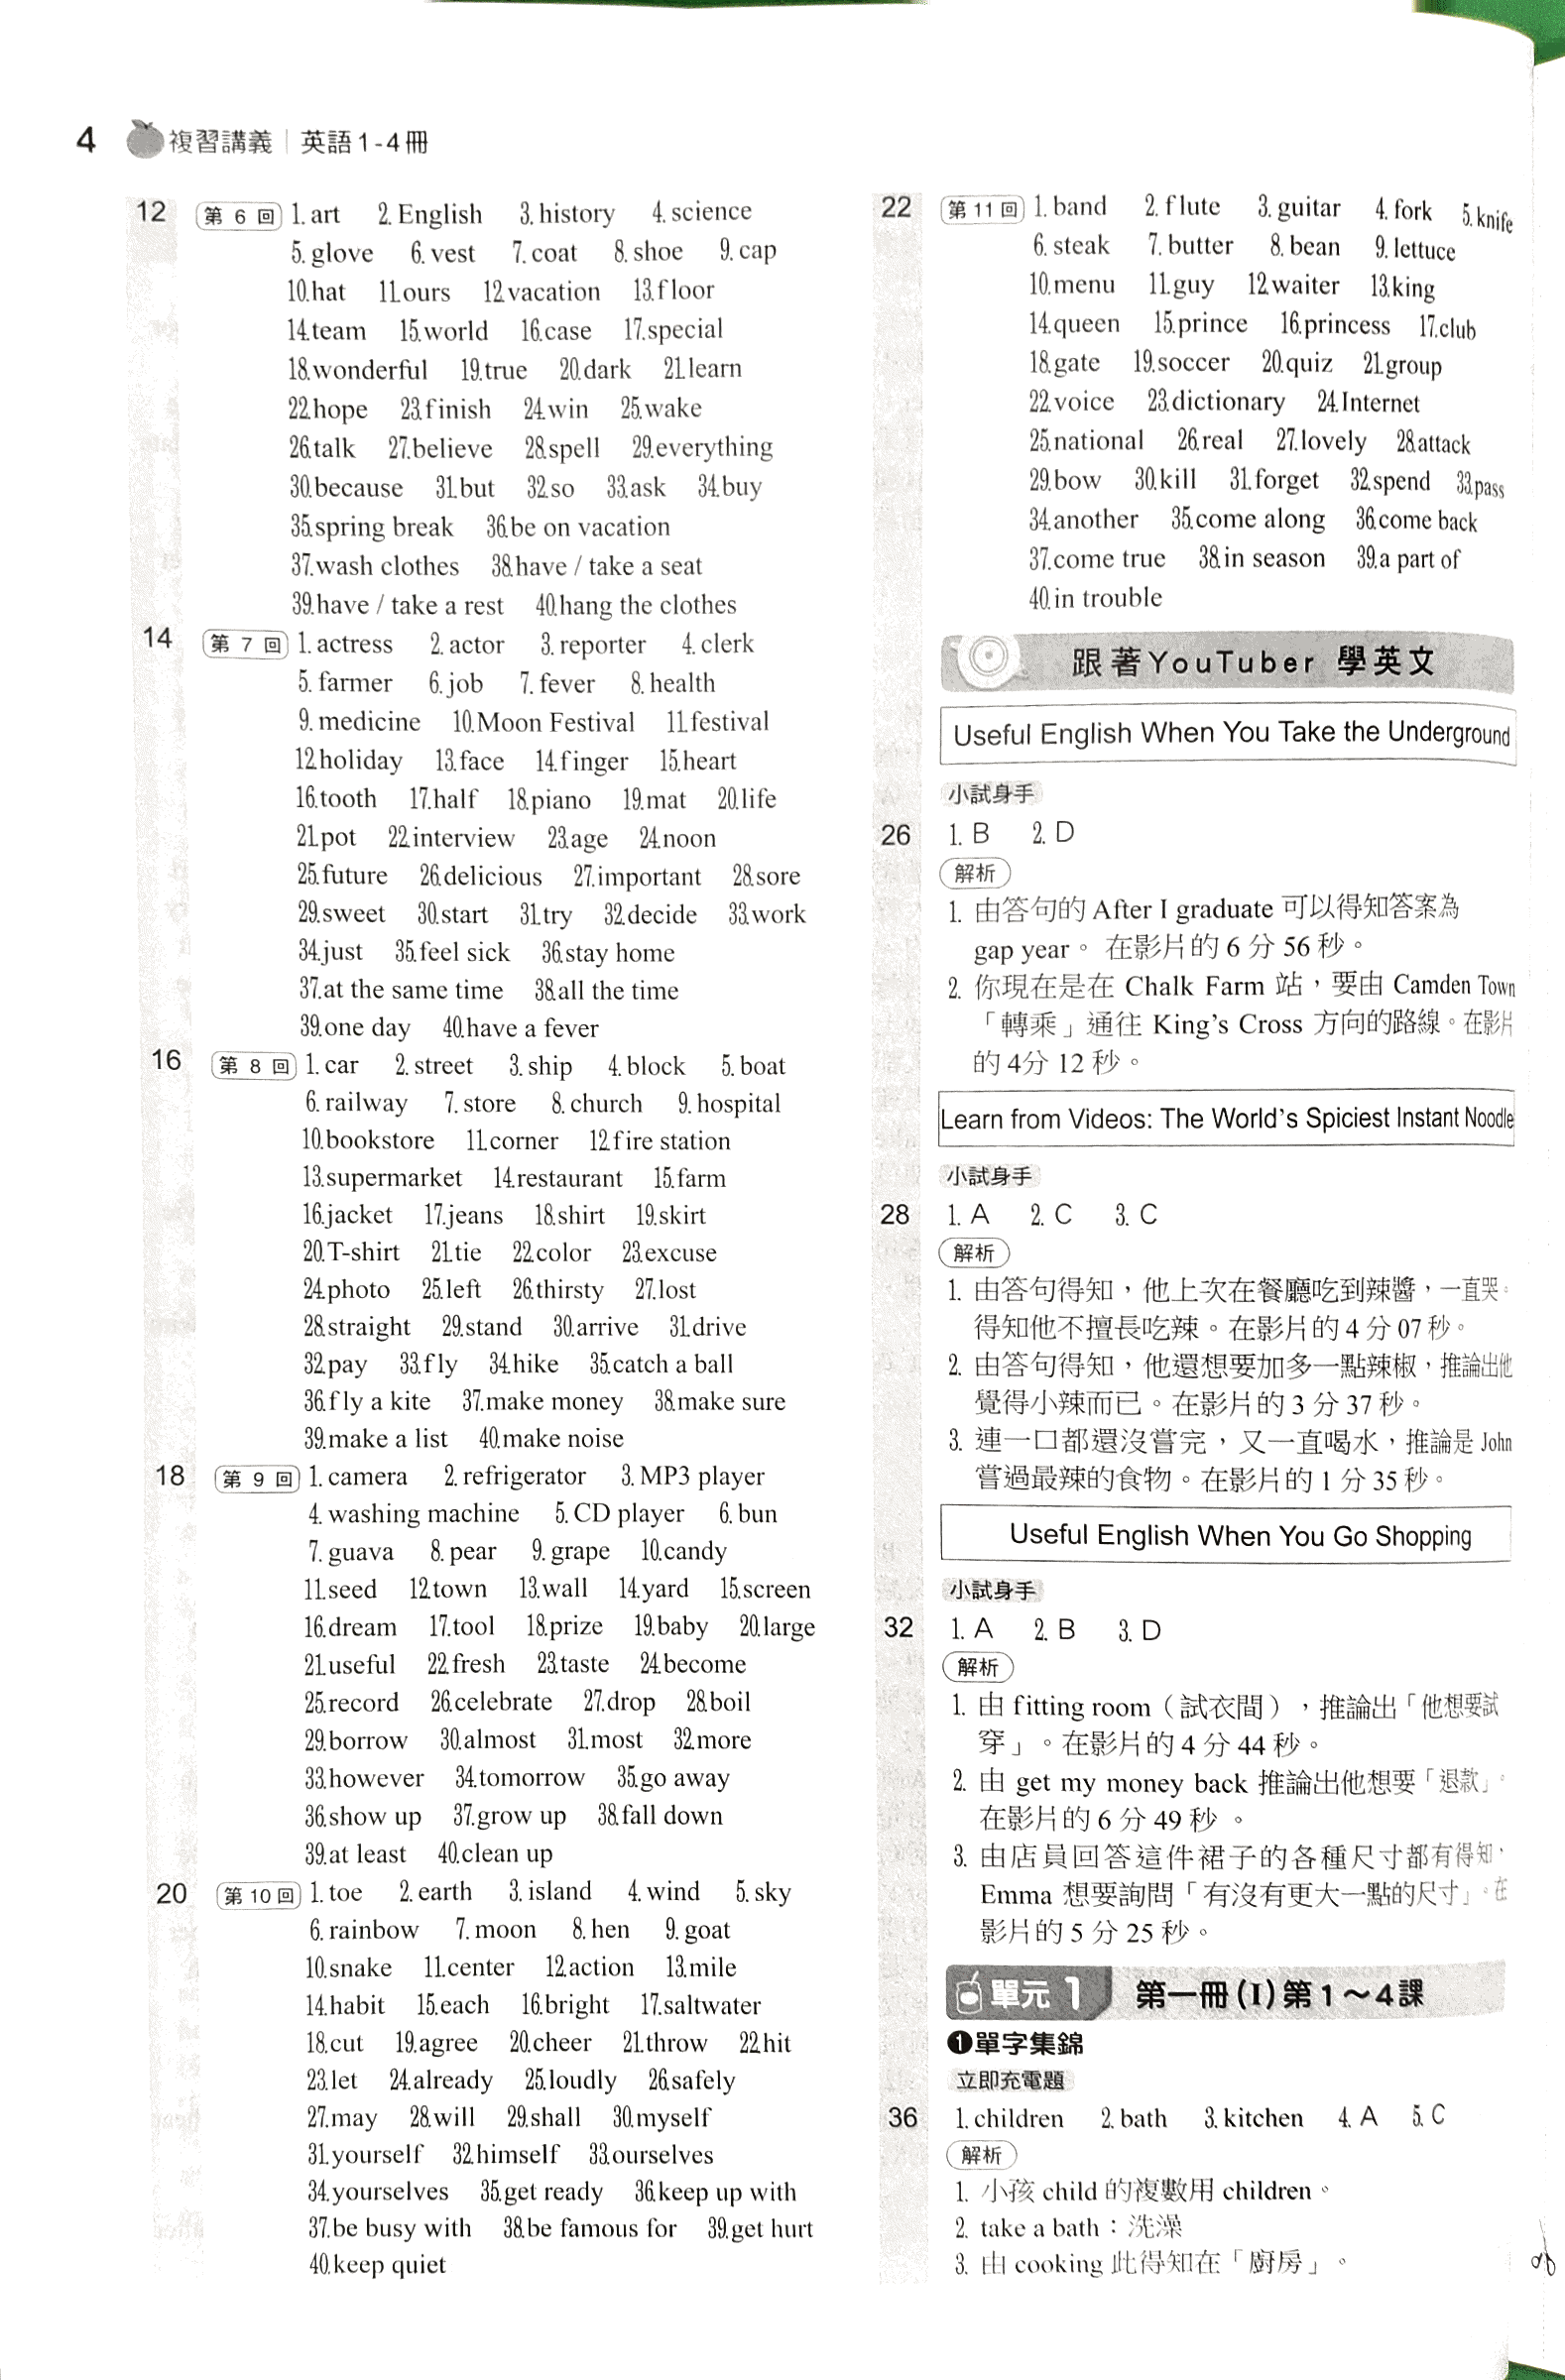 4 複習講義｜英語1-4冊
12 第 6 回 1. art 2. English 3. history 4. science
5. glove 6. vest 7. coat 8. shoe 9. cap
10.hat 11.ours 12.vacation 13.floor
14.team 15.world 16.case 17.special
18.wonderful 19.true 20.dark 21.learn
22.hope 23.finish 24.win 25.wake
26.talk 27.believe 28.spell 29.everything
30.because 31.but 32.so 33.ask 34.buy
35.spring break 36.be on vacation
37.wash clothes 38.have / take a seat
39.have / take a rest 40.hang the clothes
14 第 7 回 1. actress 2. actor 3. reporter 4. clerk
5. farmer 6. job 7. fever 8. health
9. medicine 10.Moon Festival 11.festival
12.holiday 13.face 14.finger 15.heart
16.tooth 17.half 18.piano 19.mat 20.life
21.pot 22.interview 23.age 24.noon
25.future 26.delicious 27.important 28.sore
29.sweet 30.start 31.try 32.decide 33.work
34.just 35.feel sick 36.stay home
37.at the same time 38.all the time
39.one day 40.have a fever
16 第 8 回 1. car 2. street 3. ship 4. block 5. boat
6. railway 7. store 8. church 9. hospital
10.bookstore 11.corner 12.fire station
13.supermarket 14.restaurant 15.farm
16.jacket 17.jeans 18.shirt 19.skirt
20.T-shirt 21.tie 22.color 23.excuse
24.photo 25.left 26.thirsty 27.lost
28.straight 29.stand 30.arrive 31.drive
32.pay 33.fly 34.hike 35.catch a ball
36.fly a kite 37.make money 38.make sure
39.make a list 40.make noise
18 第 9 回 1. camera 2. refrigerator 3. MP3 player
4. washing machine 5. CD player 6. bun
7. guava 8. pear 9. grape 10.candy
11.seed 12.town 13.wall 14.yard 15.screen
16.dream 17.tool 18.prize 19.baby 20.large
21.useful 22.fresh 23.taste 24.become
25.record 26.celebrate 27.drop 28.boil
29.borrow 30.almost 31.most 32.more
33.however 34.tomorrow 35.go away
36.show up 37.grow up 38.fall down
39.at least 40.clean up
20 第 10 回 1. toe 2. earth 3. island 4. wind 5. sky
6. rainbow 7. moon 8. hen 9. goat
10.snake 11.center 12.action 13.mile
14.habit 15.each 16.bright 17.saltwater
18.cut 19.agree 20.cheer 21.throw 22.hit
23.let 24.already 25.loudly 26.safely
27.may 28.will 29.shall 30.myself
31.yourself 32.himself 33.ourselves
34.yourselves 35.get ready 36.keep up with
37.be busy with 38.be famous for 39.get hurt
40.keep quiet
22 第 11 回 1. band 2. flute 3. guitar 4. fork 5. knife
6. steak 7. butter 8. bean 9. lettuce
10.menu 11.guy 12.waiter 13.king
14.queen 15.prince 16.princess 17.club
18.gate 19.soccer 20.quiz 21.group
22.voice 23.dictionary 24.Internet
25.national 26.real 27.lovely 28.attack
29.bow 30.kill 31.forget 32.spend 33.pass
34.another 35.come along 36.come back
37.come true 38.in season 39.a part of
40.in trouble
跟著YouTuber 學英文
Useful English When You Take the Underground
小試身手
26 1. B 2. D
解析
1. 由答句的 After I graduate 可以得知答案為
gap year。 在影片的 6 分 56 秒。
2. 你現在是在 Chalk Farm 站，要由 Camden Town
「轉乘」通往 King's Cross 方向的路線。在影片
的 4分 12 秒。
Learn from Videos: The World's Spiciest Instant Noodle
小試身手
28 1. A 2. C 3. C
解析
1. 由答句得知，他上次在餐廳吃到辣醬，一直哭。
得知他不擅長吃辣。在影片的 4 分 07 秒。
2. 由答句得知，他還想要加多一點辣椒，推論出他
覺得小辣而已。在影片的 3 分 37 秒。
3. 連一口都還沒嘗完，又一直喝水，推論是 John
嘗過最辣的食物。在影片的 1 分 35 秒。
Useful English When You Go Shopping
小試身手
32 1. A 2. B 3. D
解析
1. 由 fitting room（試衣間），推論出「他想要試
穿」。在影片的 4 分 44 秒。
2. 由 get my money back 推論出他想要「退款」。
在影片的 6 分 49 秒 。
3. 由店員回答這件裙子的各種尺寸都有得知，
Emma 想要詢問「有沒有更大一點的尺寸」。在
影片的 5 分 25 秒。
單元 1 第一冊(I)第1～4課
❶單字集錦
立即充電題
36 1. children 2. bath 3. kitchen 4. A 5. C
解析
1. 小孩 child 的複數用 children。
2. take a bath：洗澡
3. 由 cooking 此得知在「廚房」。